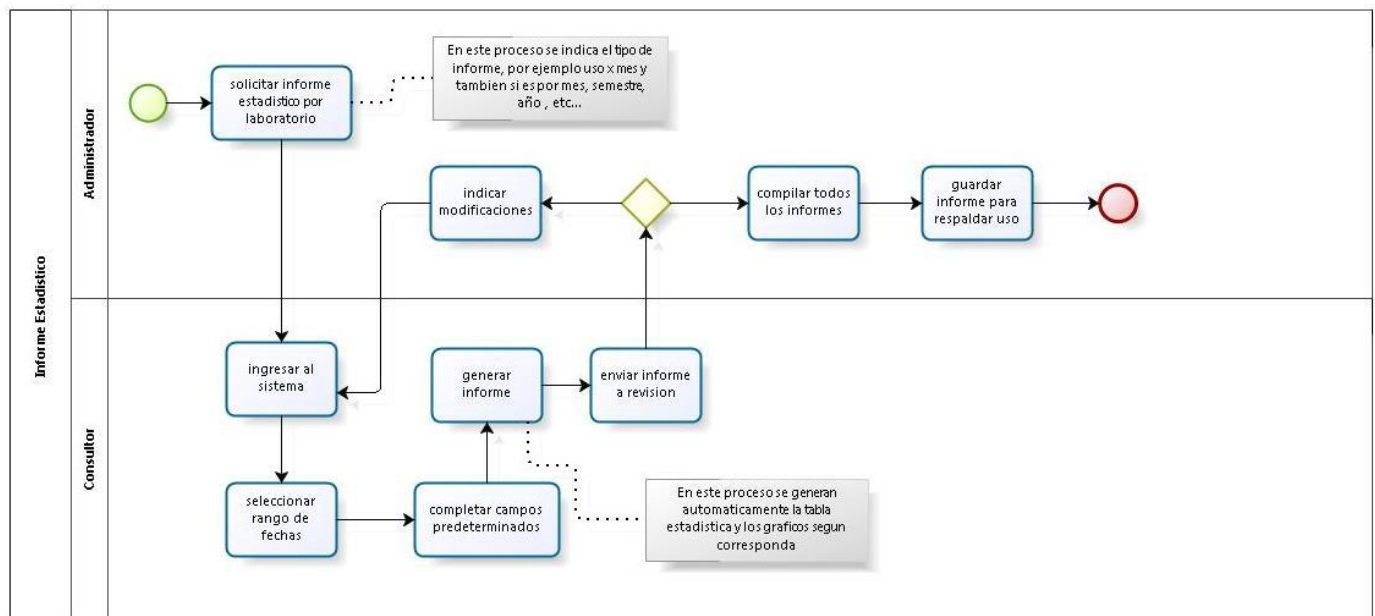 Informe Estadístico
Administrador
solicitar informe
estadistico por
laboratorio
En este proceso se indica el tipo de
informe, por ejemplo uso x mes y
tambien si es por mes, semestre,
año , etc...
indicar
modificaciones
compilar todos
los informes
guardar
informe para
respaldar uso
Consultor
ingresar al
sistema
generar
informe
enviar informe
a revision
seleccionar
rango de
fechas
completar campos
predeterminados
En este proceso se generan
automaticamente la tabla
estadistica y los graficos segun
corresponda